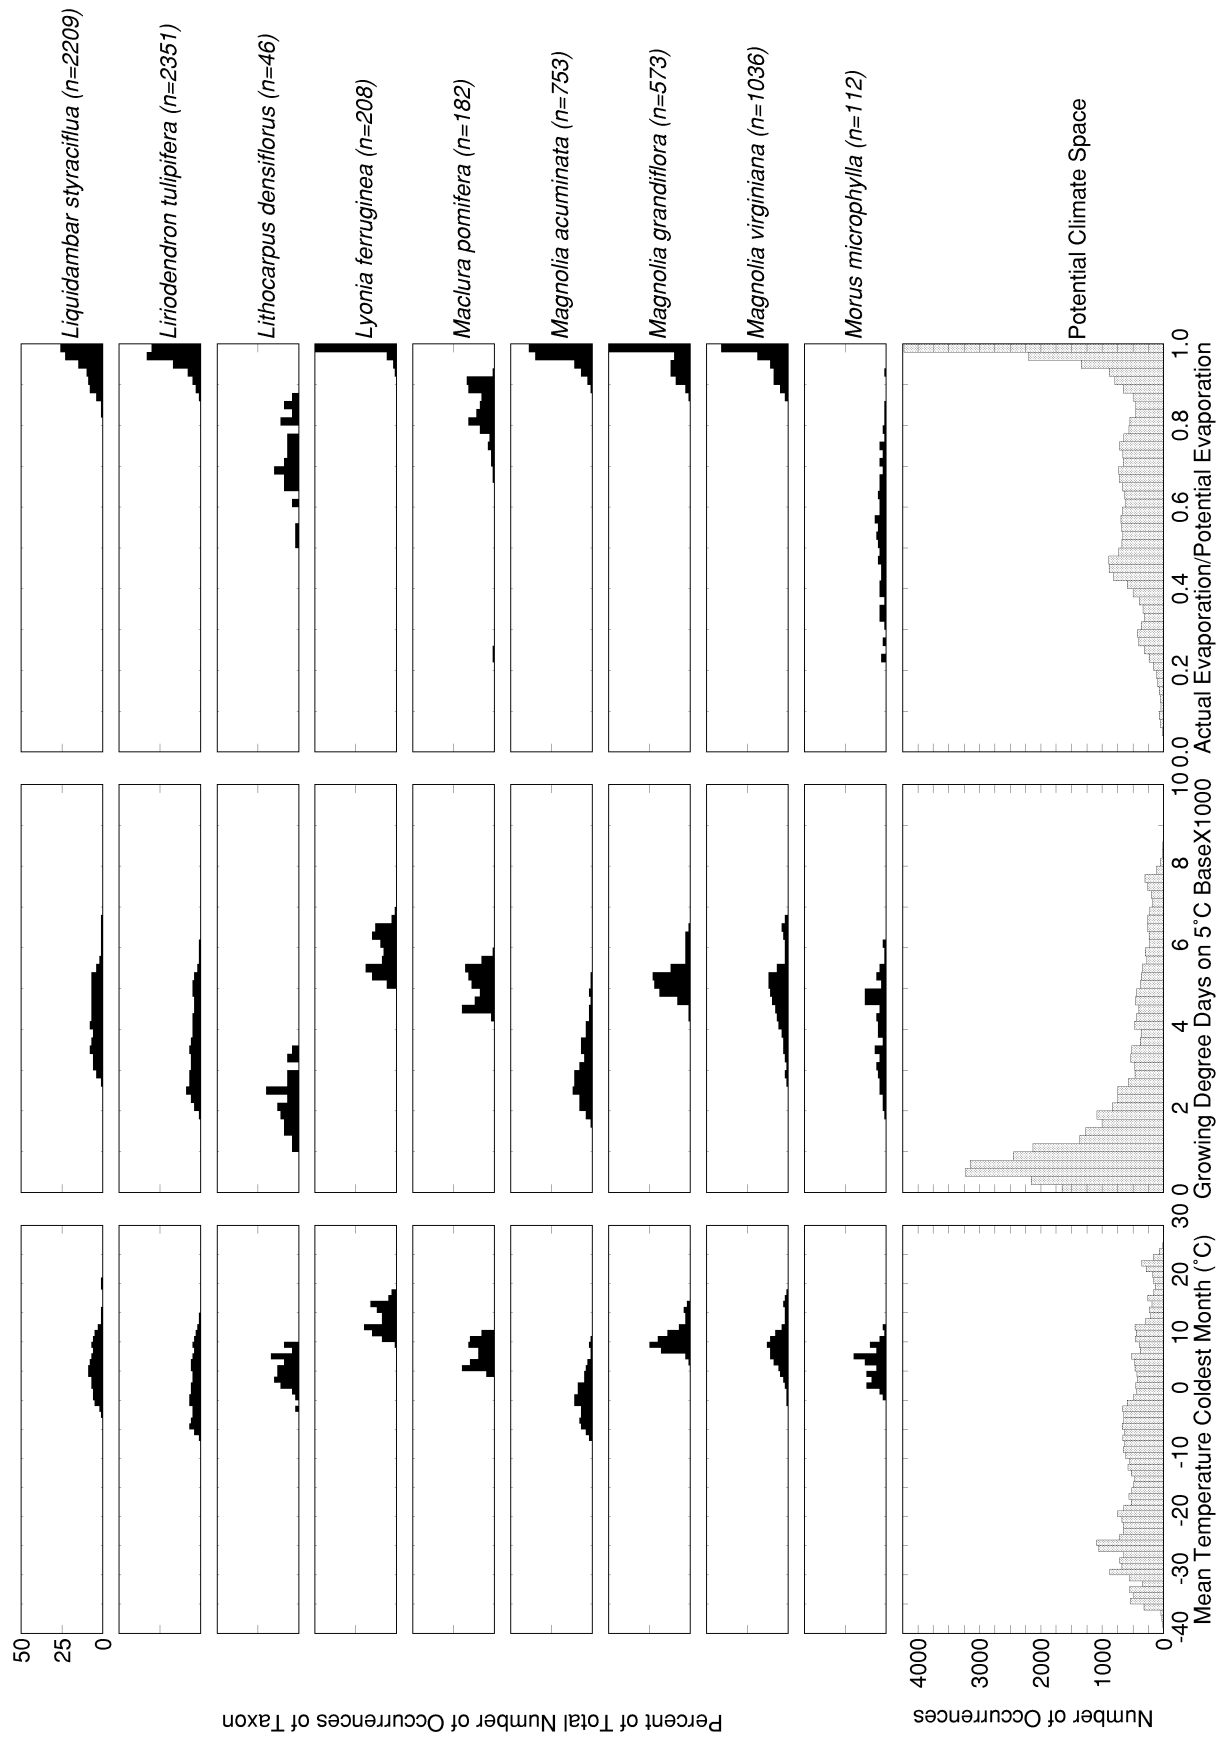 50
25
0
Liquidambar styraciflua (n=2209)
Liriodendron tulipifera (n=2351)
Lithocarpus densiflorus (n=46)
Lyonia ferruginea (n=208)
Maclura pomifera (n=182)
Magnolia acuminata (n=753)
Magnolia grandiflora (n=573)
Magnolia virginiana (n=1036)
Morus microphylla (n=112)
Percent of Total Number of Occurrences of Taxon
Potential Climate Space
4000
3000
2000
1000
0
Number of Occurrences
-40 -30 -20 -10 0 10 20 30
Mean Temperature Coldest Month (˚C)
0 2 4 6 8 10
Growing Degree Days on 5˚C BaseX1000
0.0 0.2 0.4 0.6 0.8 1.0
Actual Evaporation/Potential Evaporation